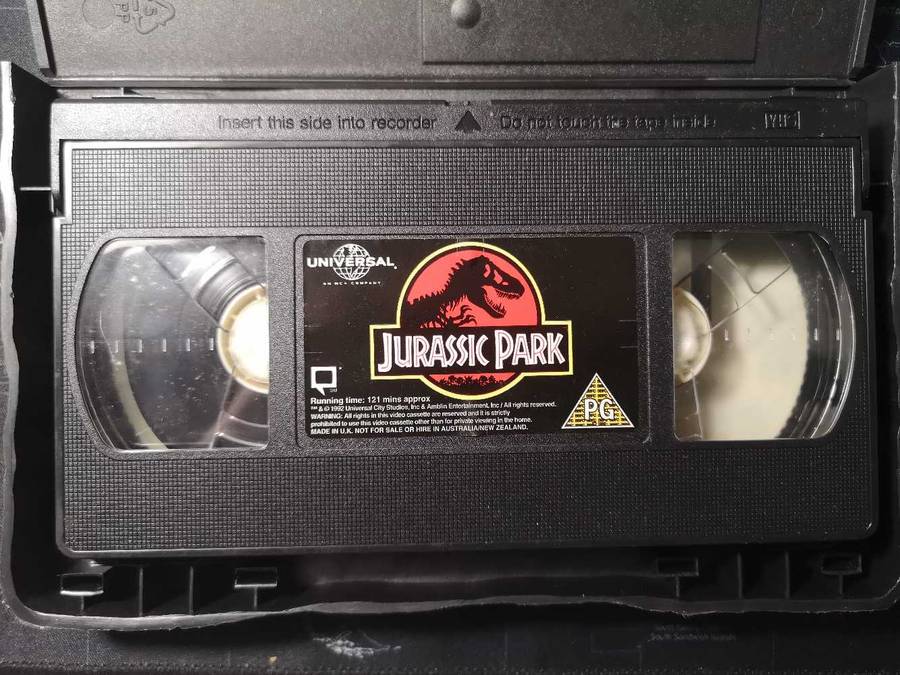 Insert this side into recorder
Do not touch the tape inside
VHS
UNIVERSAL
AN MCA COMPANY
JURASSIC PARK
Running time: 121 mins approx
™ & © 1992 Universal City Studios, Inc & Amblin Entertainment, Inc / All rights reserved.
WARNING: All rights in this video cassette are reserved and it is strictly
prohibited to use this video cassette other than for private viewing in the home.
MADE IN U.K. NOT FOR SALE OR HIRE IN AUSTRALIA/NEW ZEALAND.
PG
South Sandwich Islands